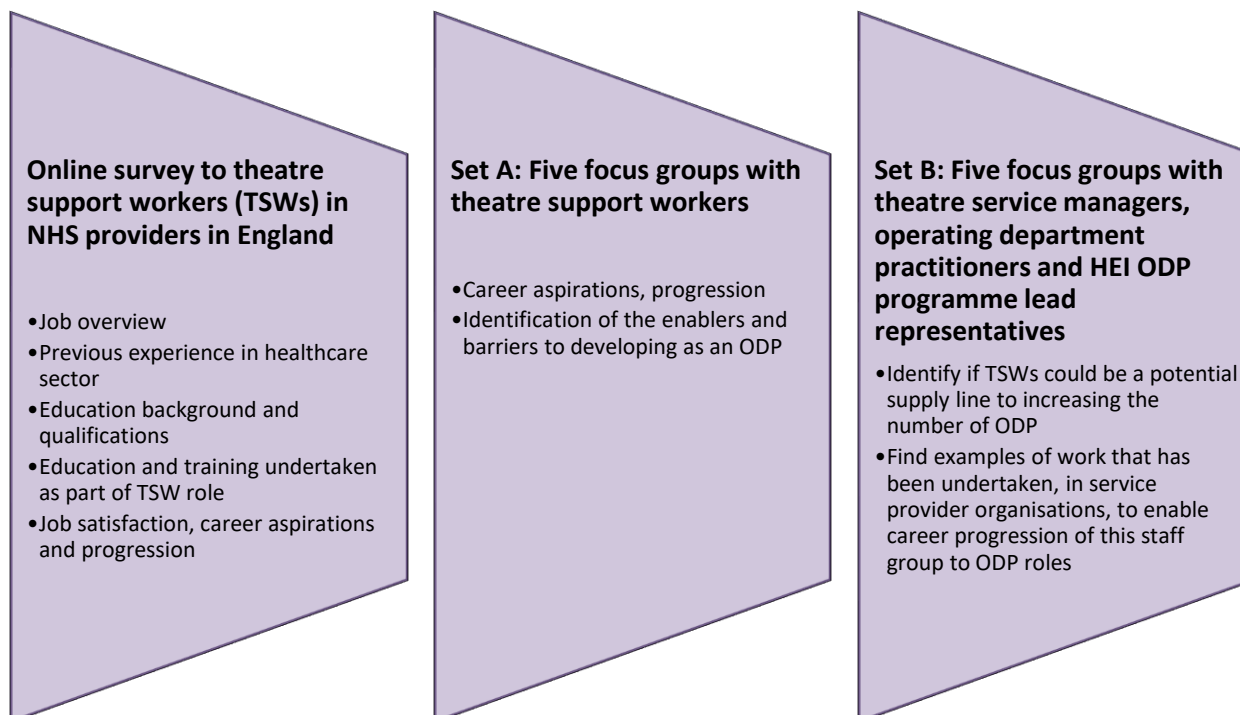 Online survey to theatre
support workers (TSWs) in
NHS providers in England
•Job overview
•Previous experience in healthcare
sector
•Education background and
qualifications
•Education and training undertaken
as part of TSW role
•Job satisfaction, career aspirations
and progression
Set A: Five focus groups with
theatre support workers
•Career aspirations, progression
•Identification of the enablers and
barriers to developing as an ODP
Set B: Five focus groups with
theatre service managers,
operating department
practitioners and HEI ODP
programme lead
representatives
•Identify if TSWs could be a potential
supply line to increasing the
number of ODP
•Find examples of work that has
been undertaken, in service
provider organisations, to enable
career progression of this staff
group to ODP roles